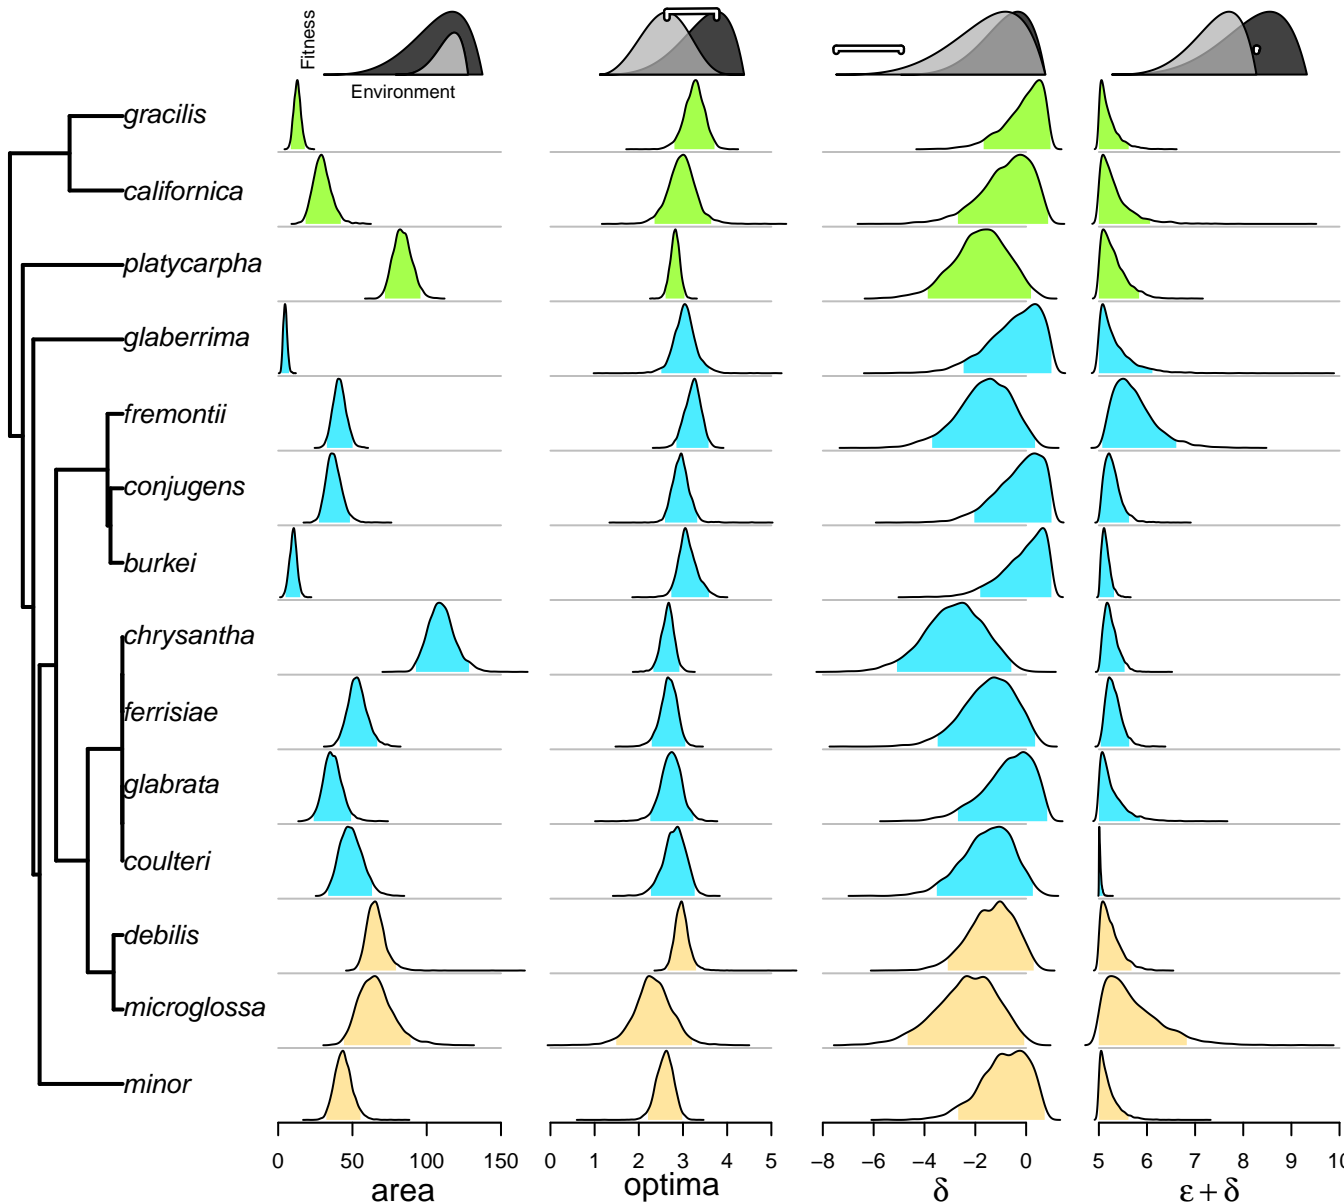 Fitness
Environment
gracilis
californica
platycarpha
glaberrima
fremontii
conjugens
burkei
chrysantha
ferrisiae
glabrata
coulteri
debilis
microglossa
minor
0 50 100 150
0 1 2 3 4 5
−8 −6 −4 −2 0
5 6 7 8 9 10
area
optima
δ
ε + δ